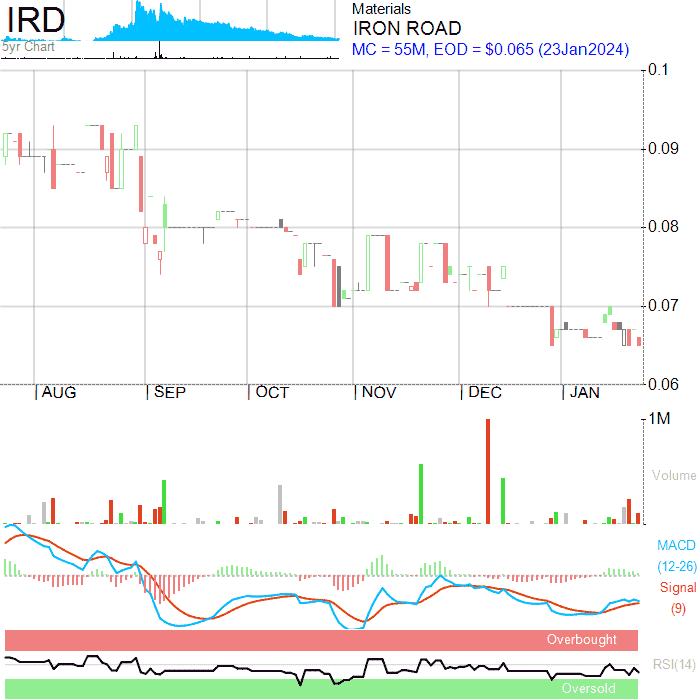 IRD
5yr Chart
Materials
IRON ROAD
MC = 55M, EOD = $0.065 (23Jan2024)
0.1
0.09
0.08
0.07
0.06
AUG
SEP
OCT
NOV
DEC
JAN
1M
Volume
MACD
(12-26)
Signal
(9)
Overbought
RSI(14)
Oversold